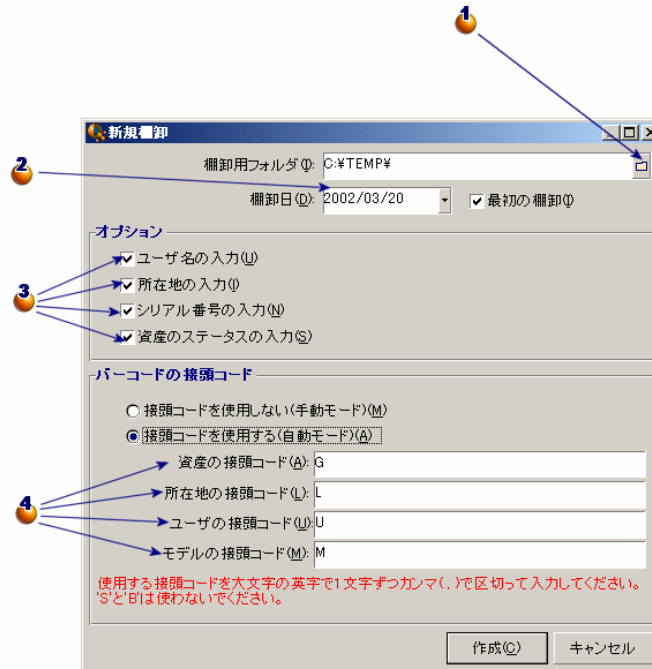 1
新規棚卸
2
棚卸用フォルダ(I): C:¥TEMP¥
棚卸日(D): 2002/03/20 最初の棚卸(I)
オプション
ユーザ名の入力(U)
3
所在地の入力(I)
シリアル番号の入力(N)
資産のステータスの入力(S)
バーコードの接頭コード
接頭コードを使用しない(手動モード)(M)
接頭コードを使用する(自動モード)(A)
資産の接頭コード(A): G
4
所在地の接頭コード(L): L
ユーザの接頭コード(U): U
モデルの接頭コード(M): M
使用する接頭コードを大文字の英字で1文字ずつカンマ(,)で区切って入力してください。
'S'と'B'は使わないでください。
作成(C) キャンセル